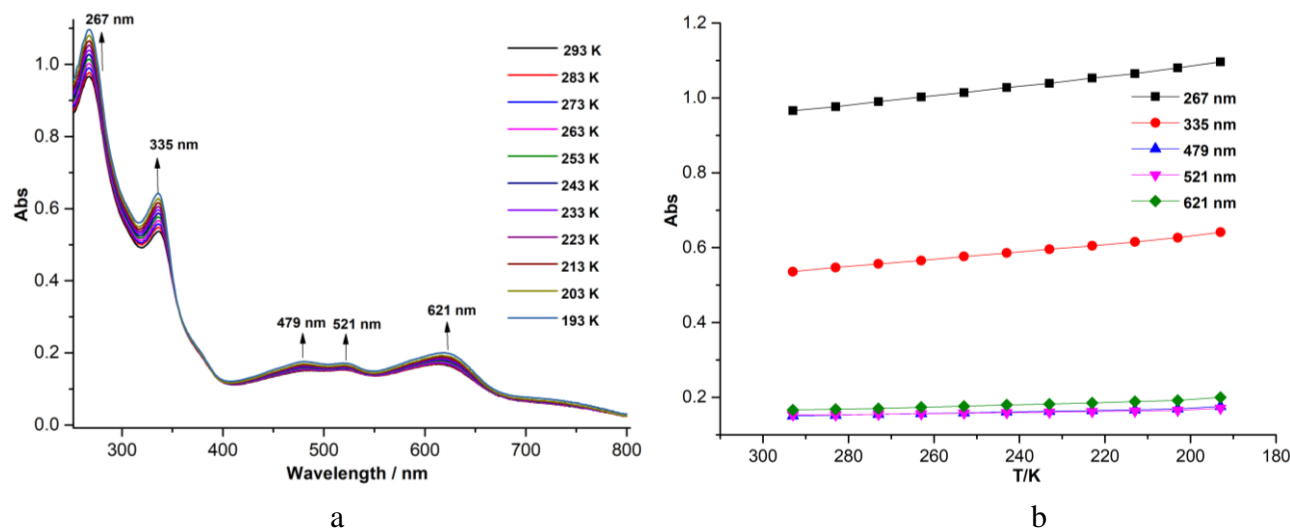 267 nm
335 nm
479 nm
521 nm
621 nm
293 K
283 K
273 K
263 K
253 K
243 K
233 K
223 K
213 K
203 K
193 K
1.0
0.8
0.6
0.4
0.2
0.0
Abs
300
400
500
600
700
800
Wavelength / nm
a
1.2
1.0
0.8
0.6
0.4
0.2
Abs
267 nm
335 nm
479 nm
521 nm
621 nm
300
280
260
240
220
200
180
T/K
b